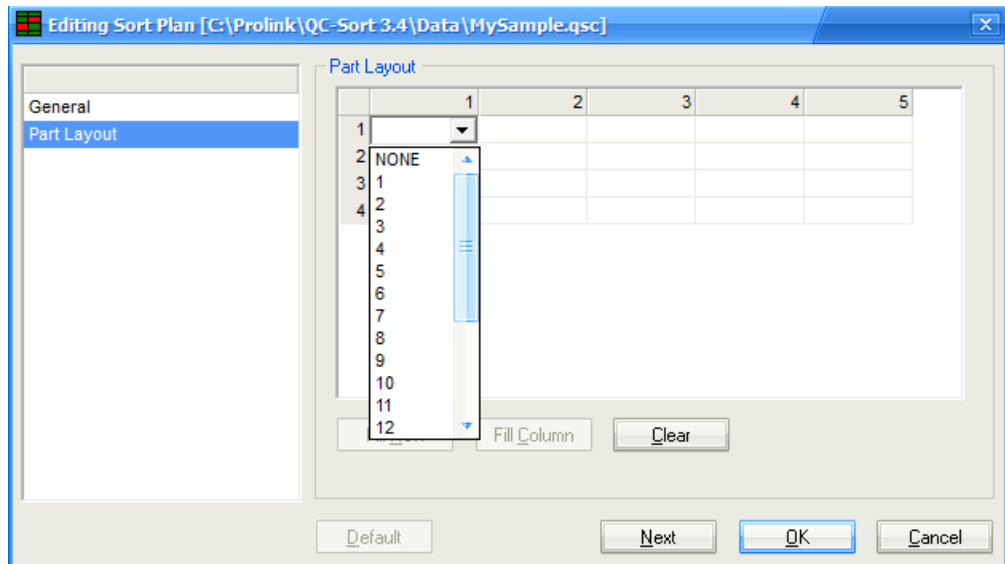 Editing Sort Plan [C:\Prolink\QC-Sort 3.4\Data\MySample.qsc]
General
Part Layout
Part Layout
1 2 3 4 5
1
2
3
4
NONE
1
2
3
4
5
6
7
8
9
10
11
12
Fill Column Clear
Default Next OK Cancel